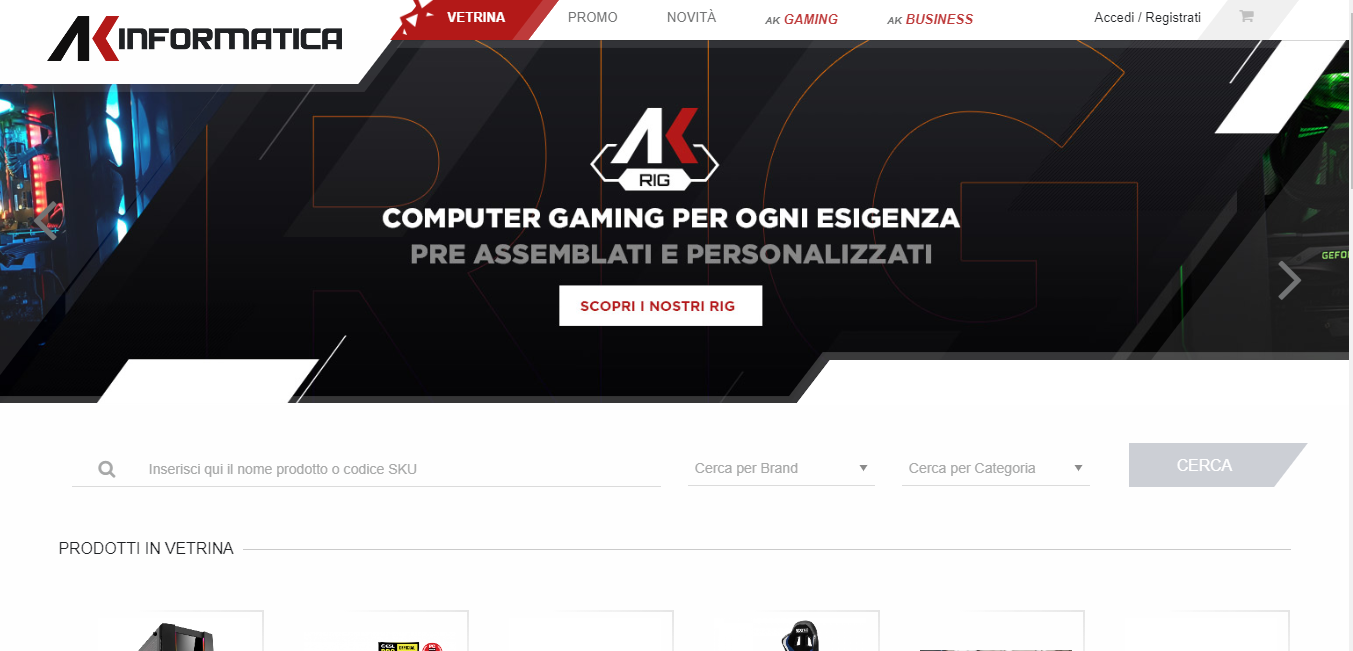 AKINFORMATICA
VETRINA
PROMO
NOVITÀ
AK GAMING
AK BUSINESS
Accedi / Registrati
RIG
AK
RIG
COMPUTER GAMING PER OGNI ESIGENZA
PRE ASSEMBLATI E PERSONALIZZATI
SCOPRI I NOSTRI RIG
Inserisci qui il nome prodotto o codice SKU
Cerca per Brand
Cerca per Categoria
CERCA
PRODOTTI IN VETRINA